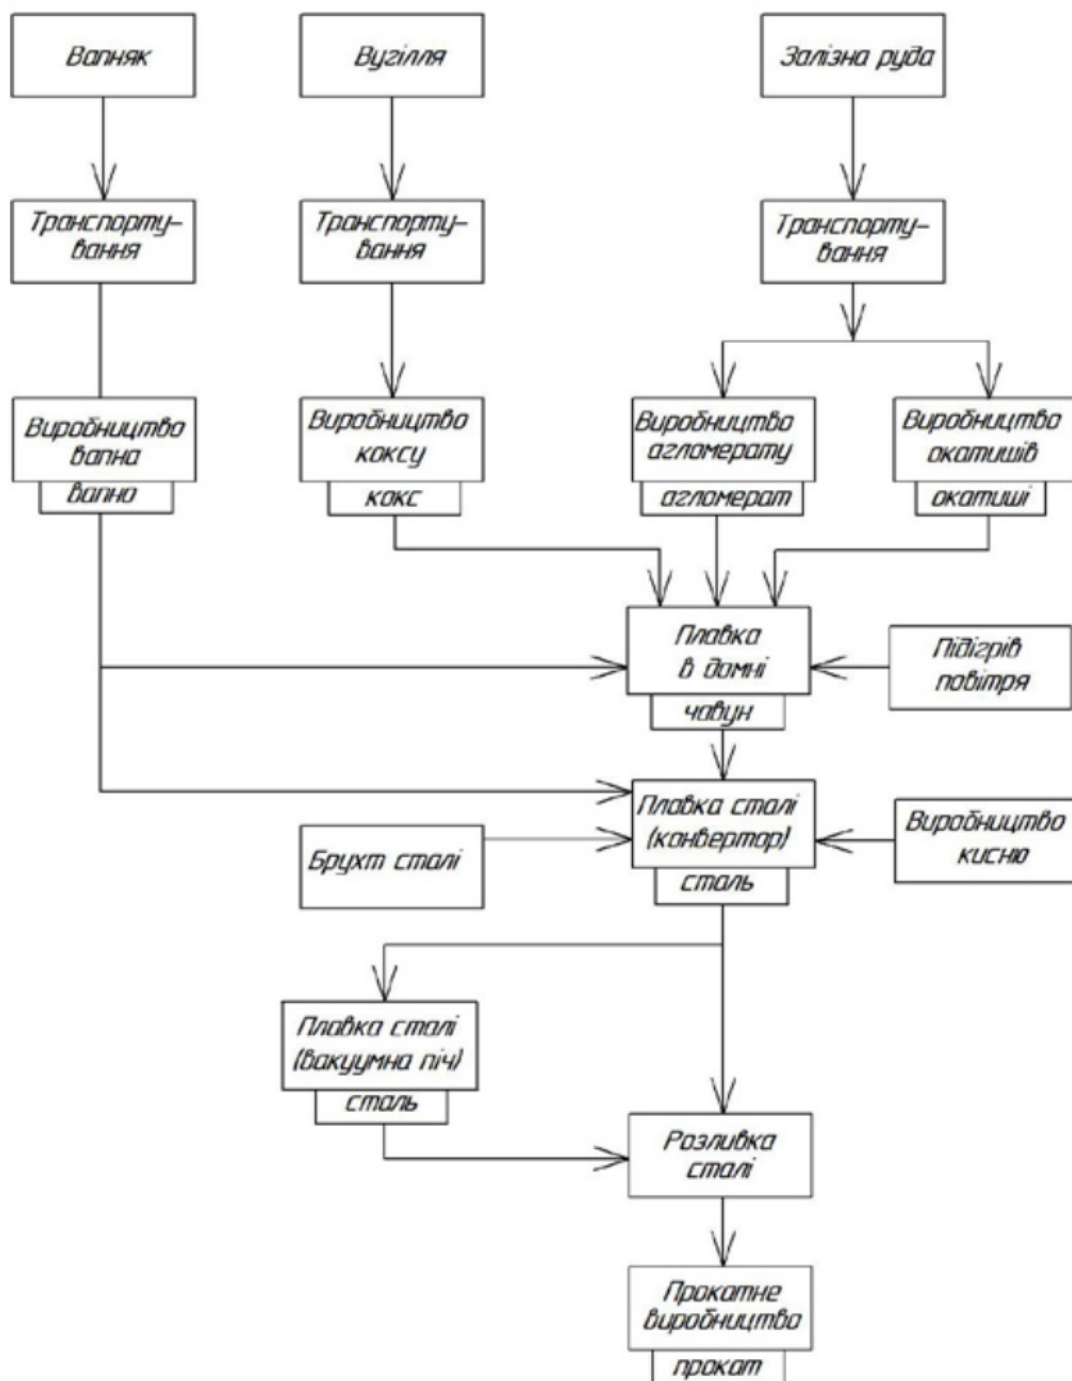 Вапняк
Вугілля
Залізна руда
Транспорту-
вання
Транспорту-
вання
Транспорту-
вання
Виробництво
вапна
вапно
Виробництво
коксу
кокс
Виробництво
агломерату
агломерат
Виробництво
окатишів
окатиші
Плавка
в домні
чавун
Підігрів
повітря
Плавка сталі
(конвертор)
сталь
Виробництво
кисню
Брухт сталі
Плавка сталі
(вакуумна піч)
сталь
Розливка
сталі
Прокатне
виробництво
прокат